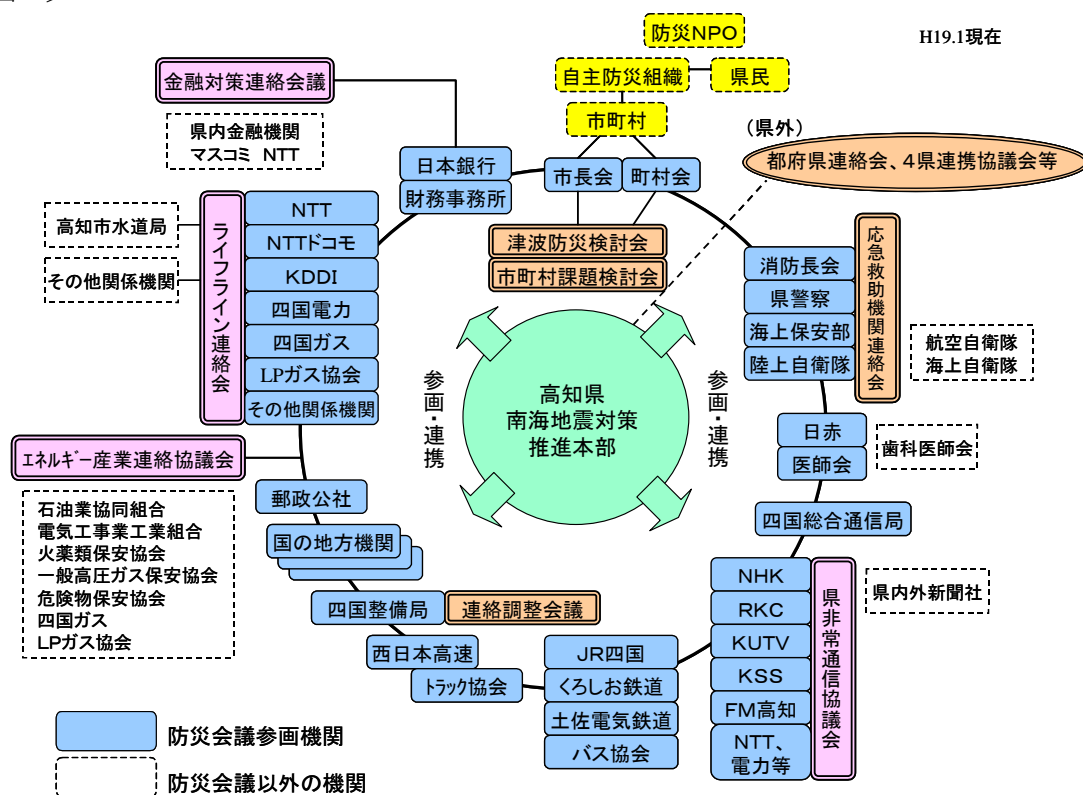 防災NPO
H19.1現在
自主防災組織
県民
金融対策連絡会議
市町村
県内金融機関
マスコミ NTT
(県外)
都府県連絡会、4県連携協議会等
日本銀行
財務事務所
市長会
町村会
NTT
NTTドコモ
KDDI
四国電力
四国ガス
LPガス協会
その他関係機関
ライフライン連絡会
高知市水道局
その他関係機関
津波防災検討会
市町村課題検討会
消防長会
県警察
海上保安部
陸上自衛隊
応急救助機関連絡会
航空自衛隊
海上自衛隊
参画・連携
高知県
南海地震対策
推進本部
参画・連携
日赤
医師会
歯科医師会
エネルギー産業連絡協議会
石油業協同組合
電気工事業工業組合
火薬類保安協会
一般高圧ガス保安協会
危険物保安協会
四国ガス
LPガス協会
郵政公社
国の地方機関
四国整備局
連絡調整会議
西日本高速
トラック協会
四国総合通信局
NHK
RKC
KUTV
KSS
FM高知
NTT、
電力等
県非常通信協議会
県内外新聞社
JR四国
くろしお鉄道
土佐電気鉄道
バス協会
防災会議参画機関
防災会議以外の機関